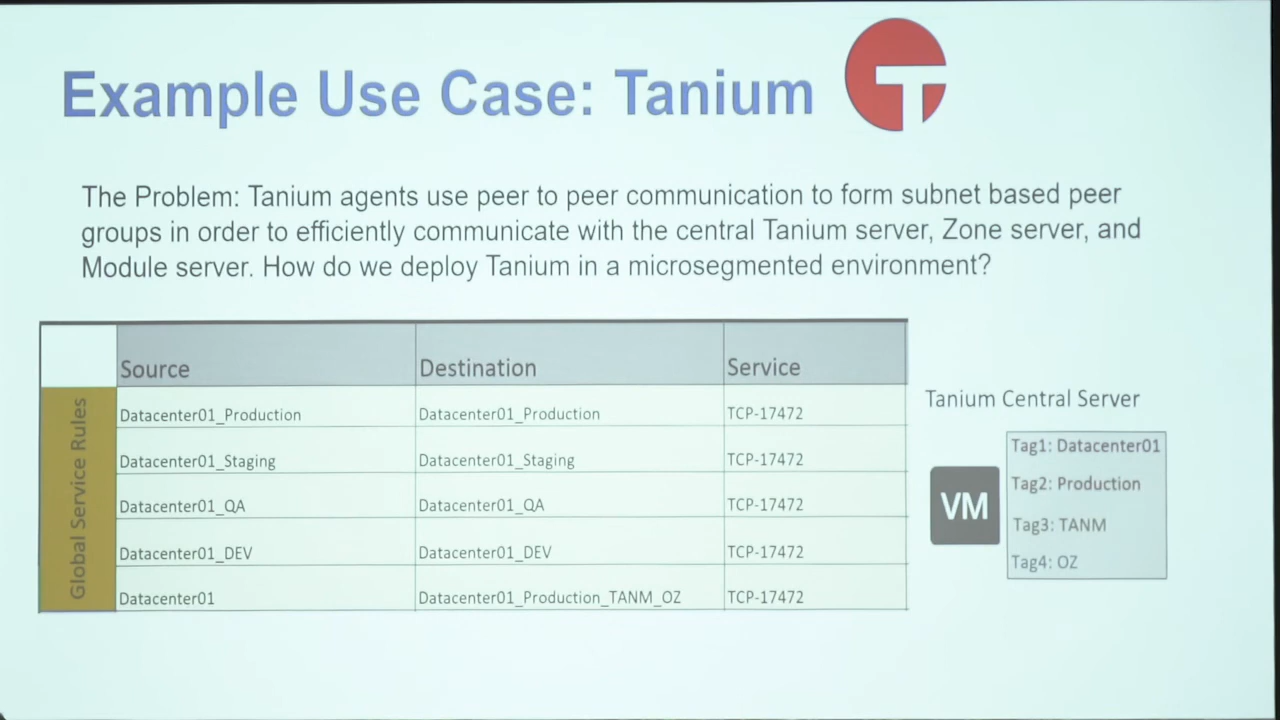 Example Use Case: Tanium
The Problem: Tanium agents use peer to peer communication to form subnet based peer
groups in order to efficiently communicate with the central Tanium server, Zone server, and
Module server. How do we deploy Tanium in a microsegmented environment?
Source Destination Service
Global Service Rules
Datacenter01_Production Datacenter01_Production TCP-17472
Datacenter01_Staging Datacenter01_Staging TCP-17472
Datacenter01_QA Datacenter01_QA TCP-17472
Datacenter01_DEV Datacenter01_DEV TCP-17472
Datacenter01 Datacenter01_Production_TANM_OZ TCP-17472
Tanium Central Server
VM
Tag1: Datacenter01
Tag2: Production
Tag3: TANM
Tag4: OZ